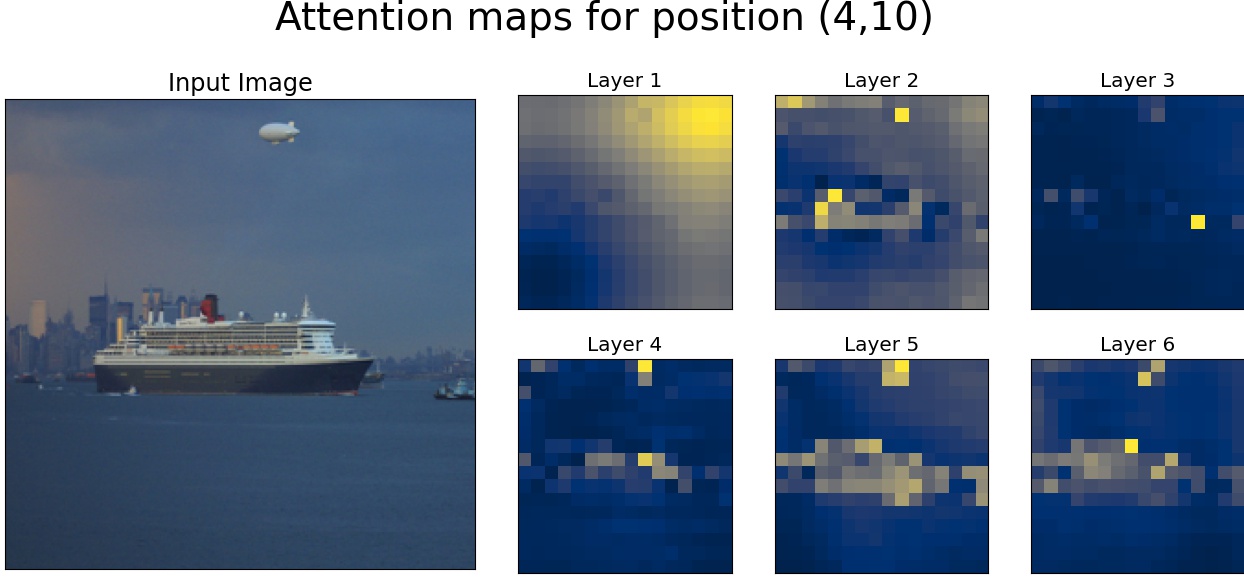 Attention maps for position (4,10)
Input Image
Layer 1
Layer 2
Layer 3
Layer 4
Layer 5
Layer 6